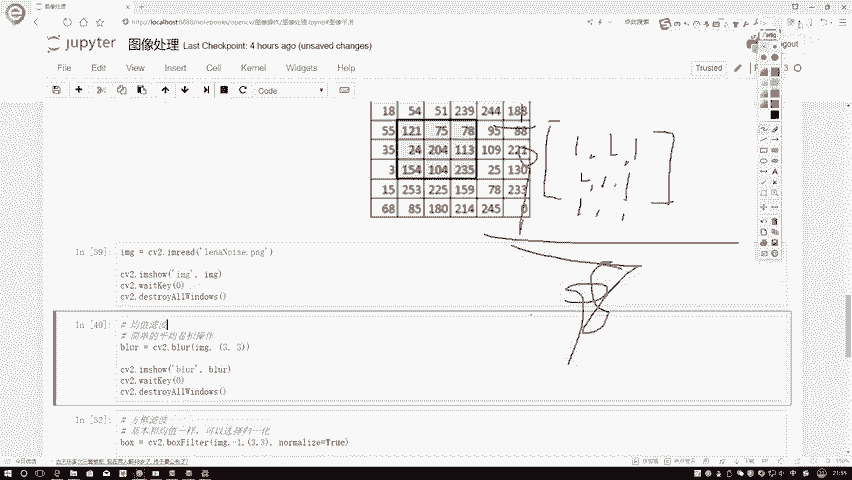 图像处理
http://localhost:8888/notebooks/opencv/图像操作/图像处理.ipynb#图像平滑
jupyter 图像处理 Last Checkpoint: 4 hours ago (unsaved changes)
File Edit View Insert Cell Kernel Widgets Help
Trusted
Code
18 54 51 239 244 188
55 121 75 78 95 88
35 24 204 113 109 221
3 154 104 235 25 130
15 253 225 159 78 233
68 85 180 214 245 0
In [39]: img = cv2.imread('lenaNoise.png')
cv2.imshow('img', img)
cv2.waitKey(0)
cv2.destroyAllWindows()
In [40]: # 均值滤波
# 简单的平均卷积操作
blur = cv2.blur(img, (3, 3))
cv2.imshow('blur', blur)
cv2.waitKey(0)
cv2.destroyAllWindows()
In [32]: # 方框滤波
# 基本和均值一样，可以选择归一化
box = cv2.boxFilter(img,-1,(3,3), normalize=True)